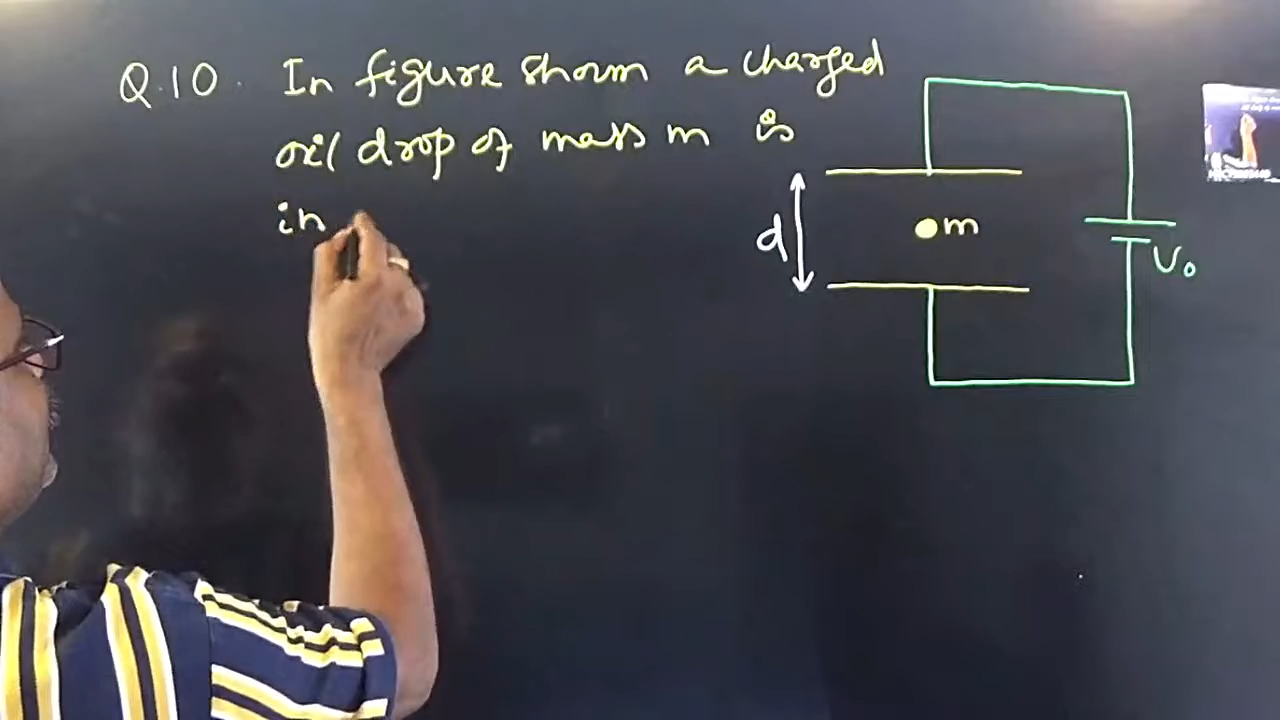 Q.10. In figure shown a charged
oil drop of mass m is
in
d
m
V₀